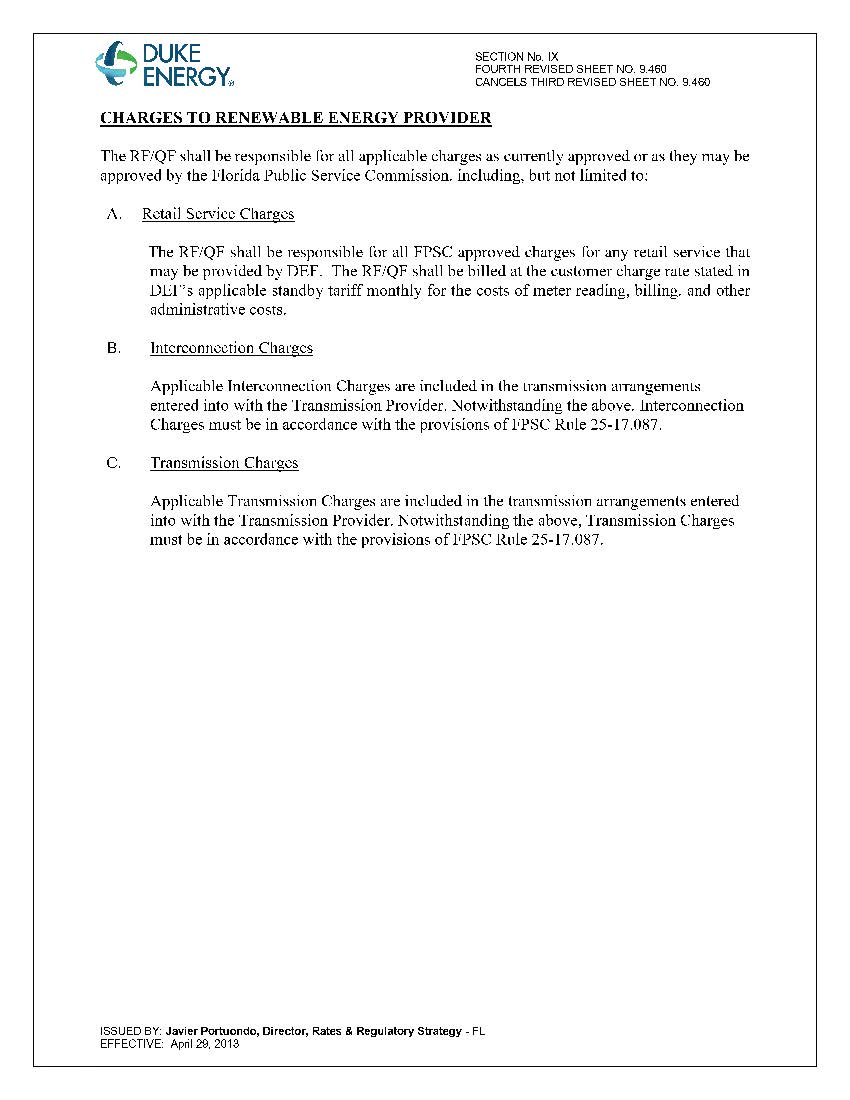 DUKE
ENERGY®
SECTION No. IX
FOURTH REVISED SHEET NO. 9.460
CANCELS THIRD REVISED SHEET NO. 9.460
CHARGES TO RENEWABLE ENERGY PROVIDER
The RF/QF shall be responsible for all applicable charges as currently approved or as they may be
approved by the Florida Public Service Commission, including, but not limited to:
A. Retail Service Charges
The RF/QF shall be responsible for all FPSC approved charges for any retail service that
may be provided by DEF. The RF/QF shall be billed at the customer charge rate stated in
DEF's applicable standby tariff monthly for the costs of meter reading, billing, and other
administrative costs.
B. Interconnection Charges
Applicable Interconnection Charges are included in the transmission arrangements
entered into with the Transmission Provider. Notwithstanding the above, Interconnection
Charges must be in accordance with the provisions of FPSC Rule 25-17.087.
C. Transmission Charges
Applicable Transmission Charges are included in the transmission arrangements entered
into with the Transmission Provider. Notwithstanding the above, Transmission Charges
must be in accordance with the provisions of FPSC Rule 25-17.087.
ISSUED BY: Javier Portuondo, Director, Rates & Regulatory Strategy - FL
EFFECTIVE: April 29, 2013